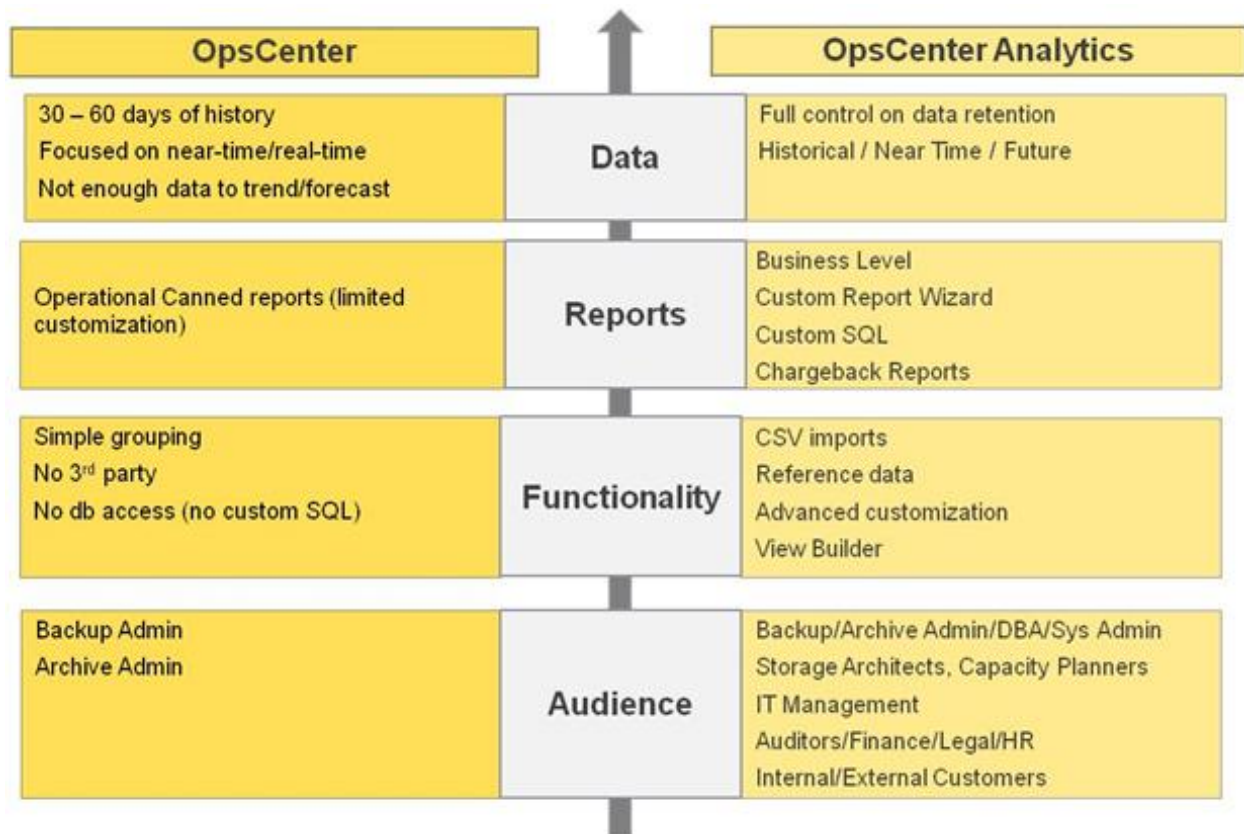 OpsCenter
OpsCenter Analytics
30 – 60 days of history
Focused on near-time/real-time
Not enough data to trend/forecast
Data
Full control on data retention
Historical / Near Time / Future
Operational Canned reports (limited
customization)
Reports
Business Level
Custom Report Wizard
Custom SQL
Chargeback Reports
Simple grouping
No 3rd party
No db access (no custom SQL)
Functionality
CSV imports
Reference data
Advanced customization
View Builder
Backup Admin
Archive Admin
Audience
Backup/Archive Admin/DBA/Sys Admin
Storage Architects, Capacity Planners
IT Management
Auditors/Finance/Legal/HR
Internal/External Customers